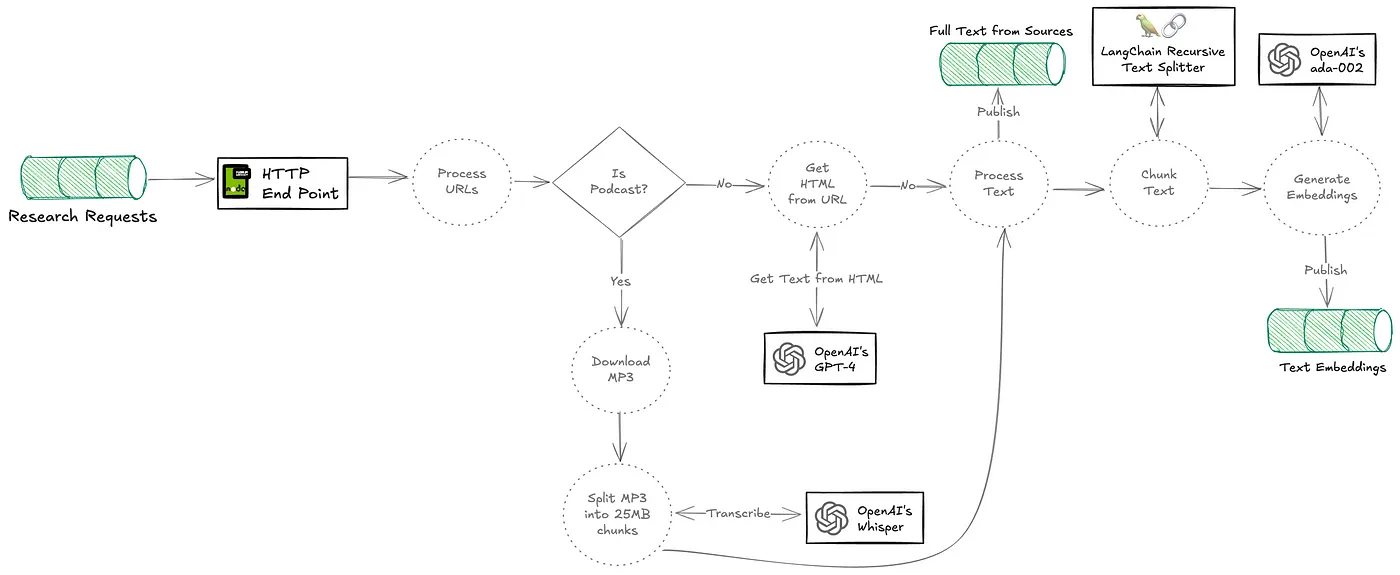 Full Text from Sources
LangChain Recursive
Text Splitter
OpenAI's
ada-002
Publish
Research Requests
node
HTTP
End Point
Process
URLs
Is
Podcast?
No
Get
HTML
from URL
No
Process
Text
Chunk
Text
Generate
Embeddings
Yes
Get Text from HTML
Publish
OpenAI's
GPT-4
Text Embeddings
Download
MP3
Split MP3
into 25MB
chunks
Transcribe
OpenAI's
Whisper